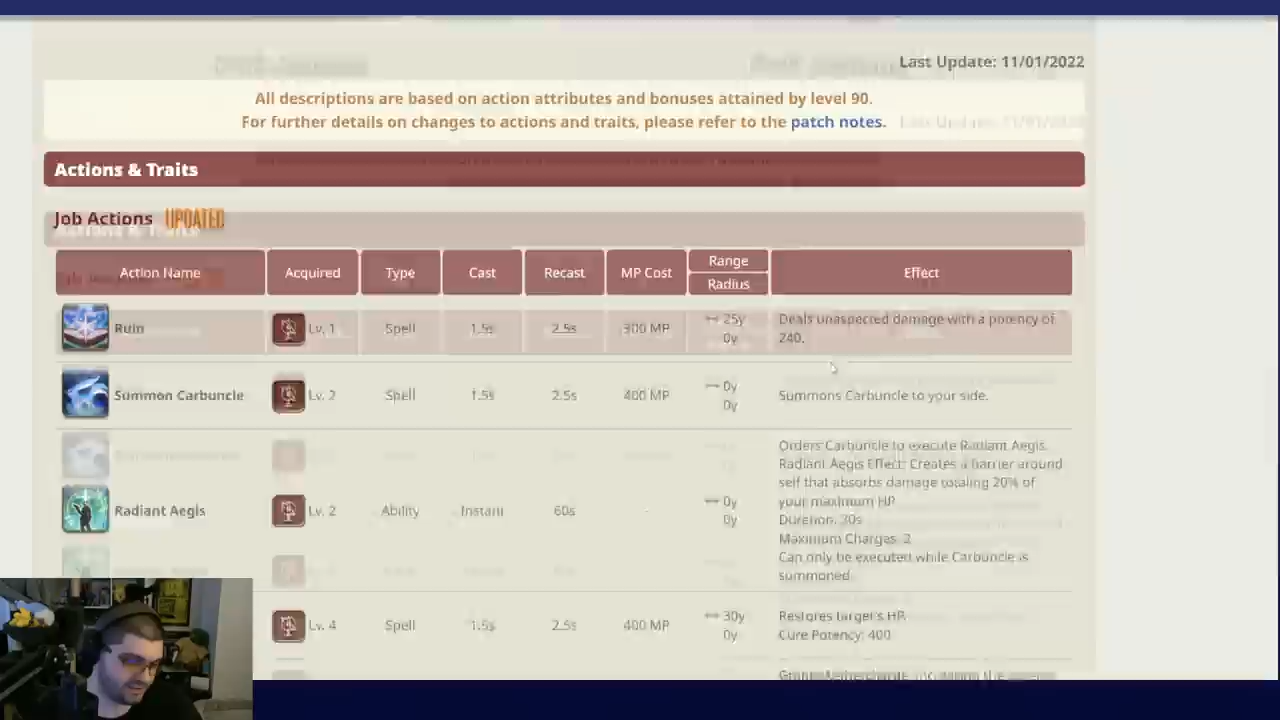 Last Update: 11/01/2022
All descriptions are based on action attributes and bonuses attained by level 90.
For further details on changes to actions and traits, please refer to the patch notes.
Actions & Traits
Job Actions UPDATED
Action Name Acquired Type Cast Recast MP Cost Range Radius Effect
Ruin Lv. 1 Spell 1.5s 2.5s 300 MP 25y 0y Deals unaspected damage with a potency of
240.
Summon Carbuncle Lv. 2 Spell 1.5s 2.5s 400 MP 0y 0y Summons Carbuncle to your side.
Radiant Aegis Lv. 2 Ability Instant 60s - 0y 0y Orders Carbuncle to execute Radiant Aegis.
Radiant Aegis Effect: Creates a barrier around
self that absorbs damage totaling 20% of
your maximum HP
Duration: 30s
Maximum Charges: 2
Can only be executed while Carbuncle is
summoned.
Lv. 4 Spell 1.5s 2.5s 400 MP 30y 0y Restores target's HP.
Cure Potency: 400